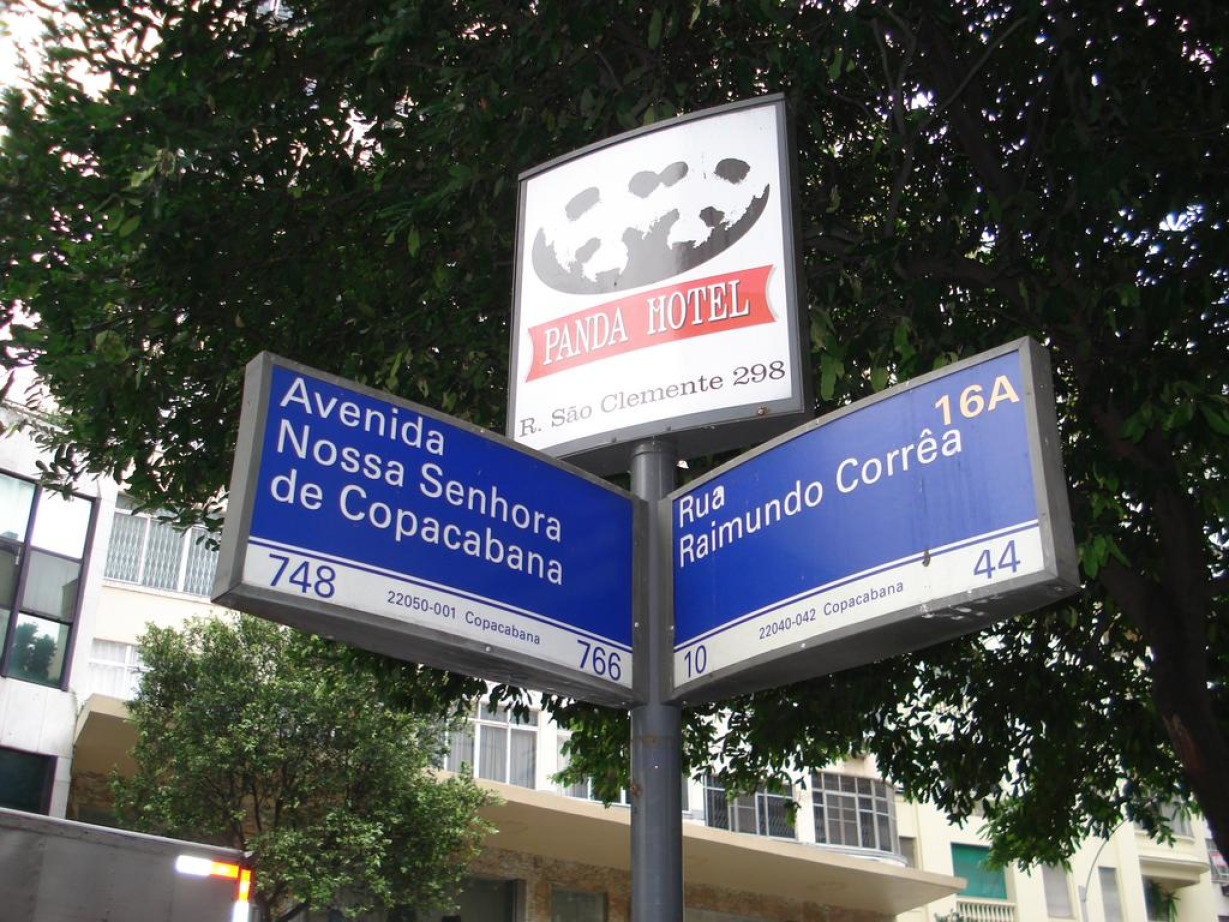 PANDA HOTEL
R. São Clemente 298
Avenida
Nossa Senhora
de Copacabana
748 22050-001 Copacabana 766
16A
Rua
Raimundo Corrêa
10 22040-042 Copacabana 44